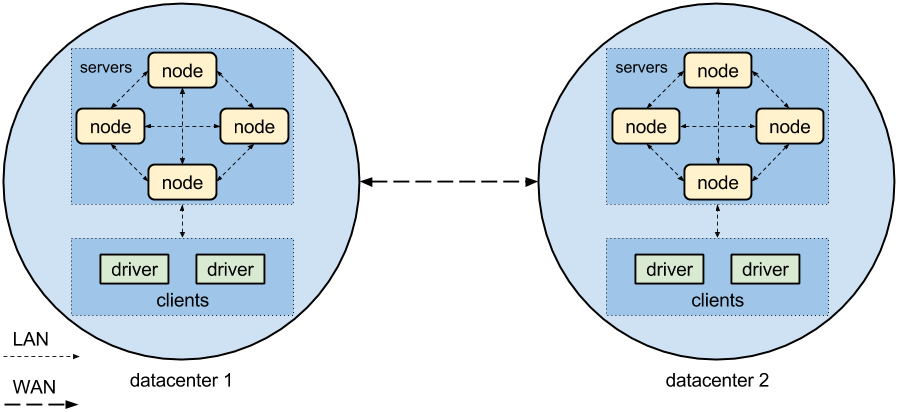 servers
node
node
node
node
driver
driver
clients
datacenter 1
servers
node
node
node
node
driver
driver
clients
datacenter 2
LAN
WAN